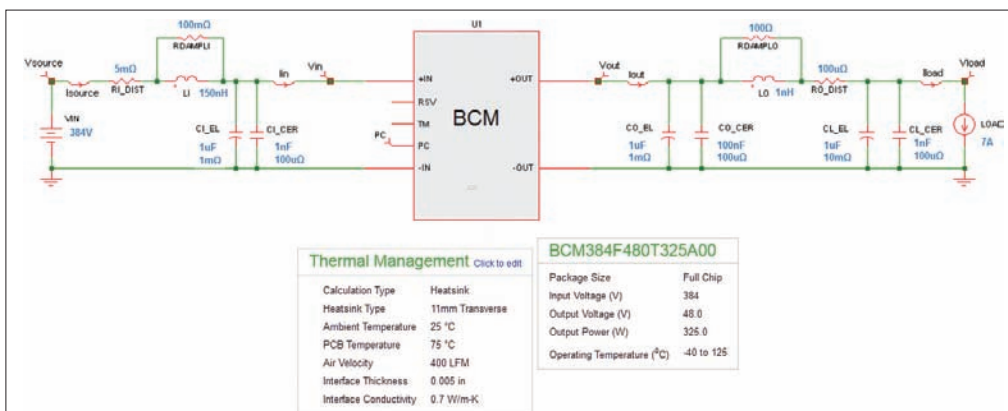 U1
100mΩ
RDAMPLI
Vsource
5mΩ
Isource
RI_DIST
LI
150nH
Iin
Vin
VIN
384V
CI_EL
1uF
1mΩ
CI_CER
1nF
100uΩ
PC
+IN
RSV
TM
PC
-IN
BCM
+OUT
-OUT
100Ω
RDAMPLO
Vout
Iout
LO
1nH
100uΩ
RO_DIST
Iload
Vload
CO_EL
1uF
1mΩ
CO_CER
100nF
100uΩ
CL_EL
1uF
10mΩ
CL_CER
1nF
100uΩ
LOAD
7A
Thermal Management Click to edit
Calculation Type Heatsink
Heatsink Type 11mm Transverse
Ambient Temperature 25 °C
PCB Temperature 75 °C
Air Velocity 400 LFM
Interface Thickness 0.005 in
Interface Conductivity 0.7 W/m-K
BCM384F480T325A00
Package Size Full Chip
Input Voltage (V) 384
Output Voltage (V) 48.0
Output Power (W) 325.0
Operating Temperature (⁰C) -40 to 125